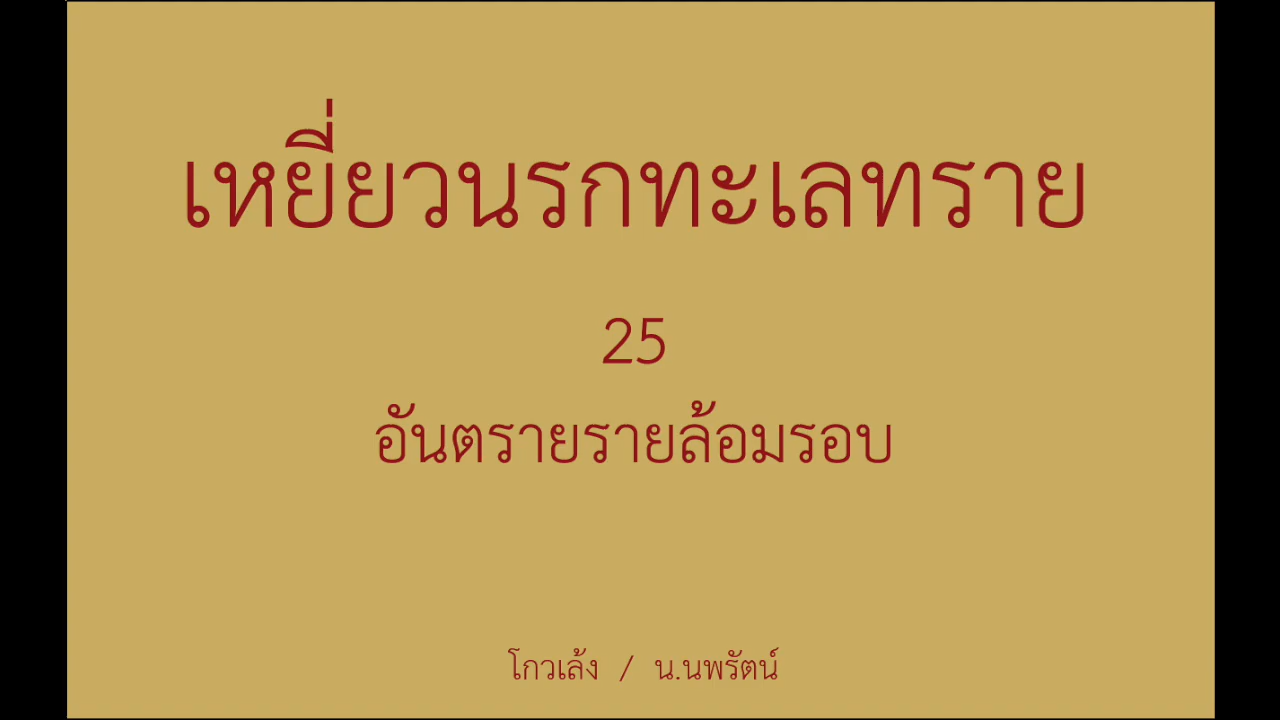 เหยี่ยวนรกทะเลทราย
25
อันตรายรายล้อมรอบ
โกวเล้ง / น.นพรัตน์